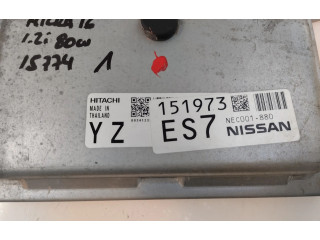 MICRA 16
1.2i 80cv
15774 1
HITACHI
MADE IN
THAILAND
YZ
151973
ES7
NEC001-880
NISSAN